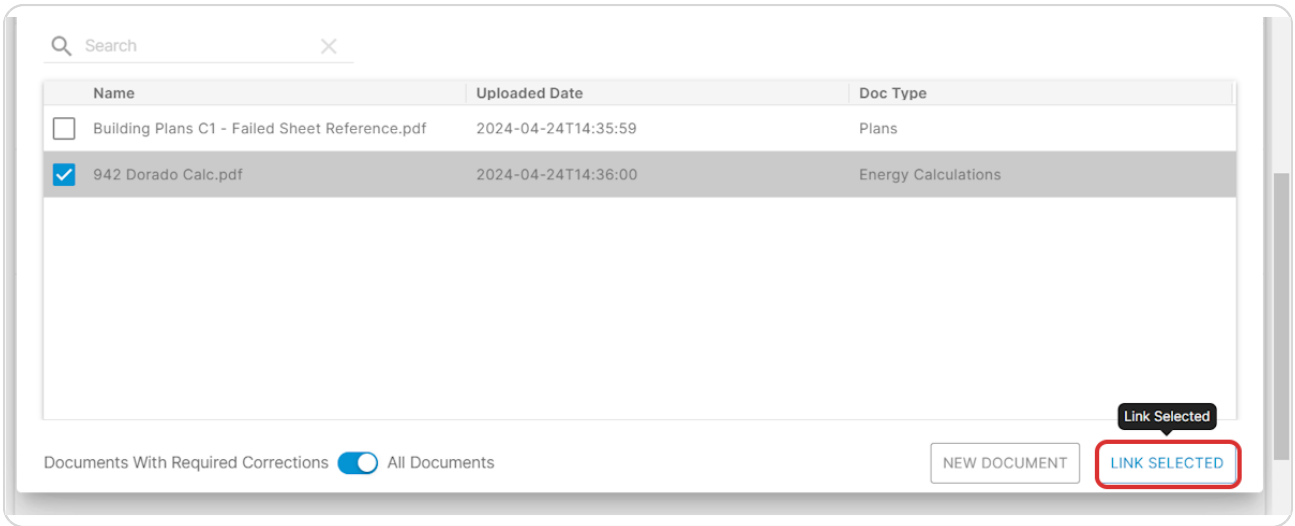 Search
Name Uploaded Date Doc Type
Building Plans C1 - Failed Sheet Reference.pdf 2024-04-24T14:35:59 Plans
942 Dorado Calc.pdf 2024-04-24T14:36:00 Energy Calculations
Link Selected
Documents With Required Corrections All Documents NEW DOCUMENT LINK SELECTED